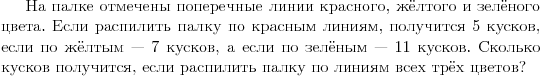 На палке отмечены поперечные линии красного, жёлтого и зелёного
цвета. Если распилить палку по красным линиям, получится 5 кусков,
если по жёлтым — 7 кусков, а если по зелёным — 11 кусков. Сколько
кусков получится, если распилить палку по линиям всех трёх цветов?